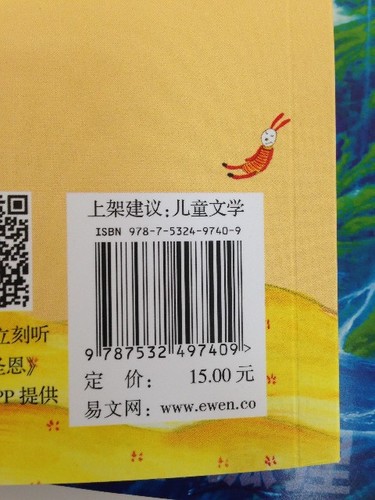 上架建议：儿童文学
ISBN 978-7-5324-9740-9
9 787532 497409>
定 价： 15.00 元
易文网：www.ewen.co
立刻听
圣恩》
PP 提供